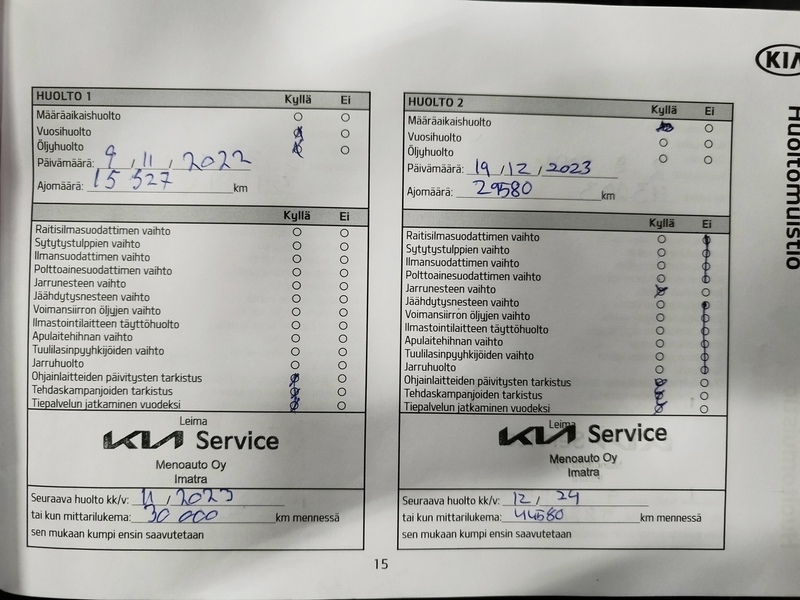 KIA
Huoltomuistio
HUOLTO 1 Kyllä Ei
Määräaikaishuolto
Vuosihuolto
Öljyhuolto
Päivämäärä: 9 / 11 / 2022
Ajomäärä: 15 527 km
Kyllä Ei
Raitisilmasuodattimen vaihto
Sytytystulppien vaihto
Ilmansuodattimen vaihto
Polttoainesuodattimen vaihto
Jarrunesteen vaihto
Jäähdytysnesteen vaihto
Voimansiirron öljyjen vaihto
Ilmastointilaitteen täyttöhuolto
Apulaitehihnan vaihto
Tuulilasinpyyhkijöiden vaihto
Jarruhuolto
Ohjainlaitteiden päivitysten tarkistus
Tehdaskampanjoiden tarkistus
Tiepalvelun jatkaminen vuodeksi
Leima
KIA Service
Menoauto Oy
Imatra
Seuraava huolto kk/v: 11 / 2023
tai kun mittarilukema: 30 000 km mennessä
sen mukaan kumpi ensin saavutetaan
HUOLTO 2 Kyllä Ei
Määräaikaishuolto
Vuosihuolto
Öljyhuolto
Päivämäärä: 19 / 12 / 2023
Ajomäärä: 29580 km
Kyllä Ei
Raitisilmasuodattimen vaihto
Sytytystulppien vaihto
Ilmansuodattimen vaihto
Polttoainesuodattimen vaihto
Jarrunesteen vaihto
Jäähdytysnesteen vaihto
Voimansiirron öljyjen vaihto
Ilmastointilaitteen täyttöhuolto
Apulaitehihnan vaihto
Tuulilasinpyyhkijöiden vaihto
Jarruhuolto
Ohjainlaitteiden päivitysten tarkistus
Tehdaskampanjoiden tarkistus
Tiepalvelun jatkaminen vuodeksi
Leima
KIA Service
Menoauto Oy
Imatra
Seuraava huolto kk/v: 12 / 24
tai kun mittarilukema: 44580 km mennessä
sen mukaan kumpi ensin saavutetaan
15